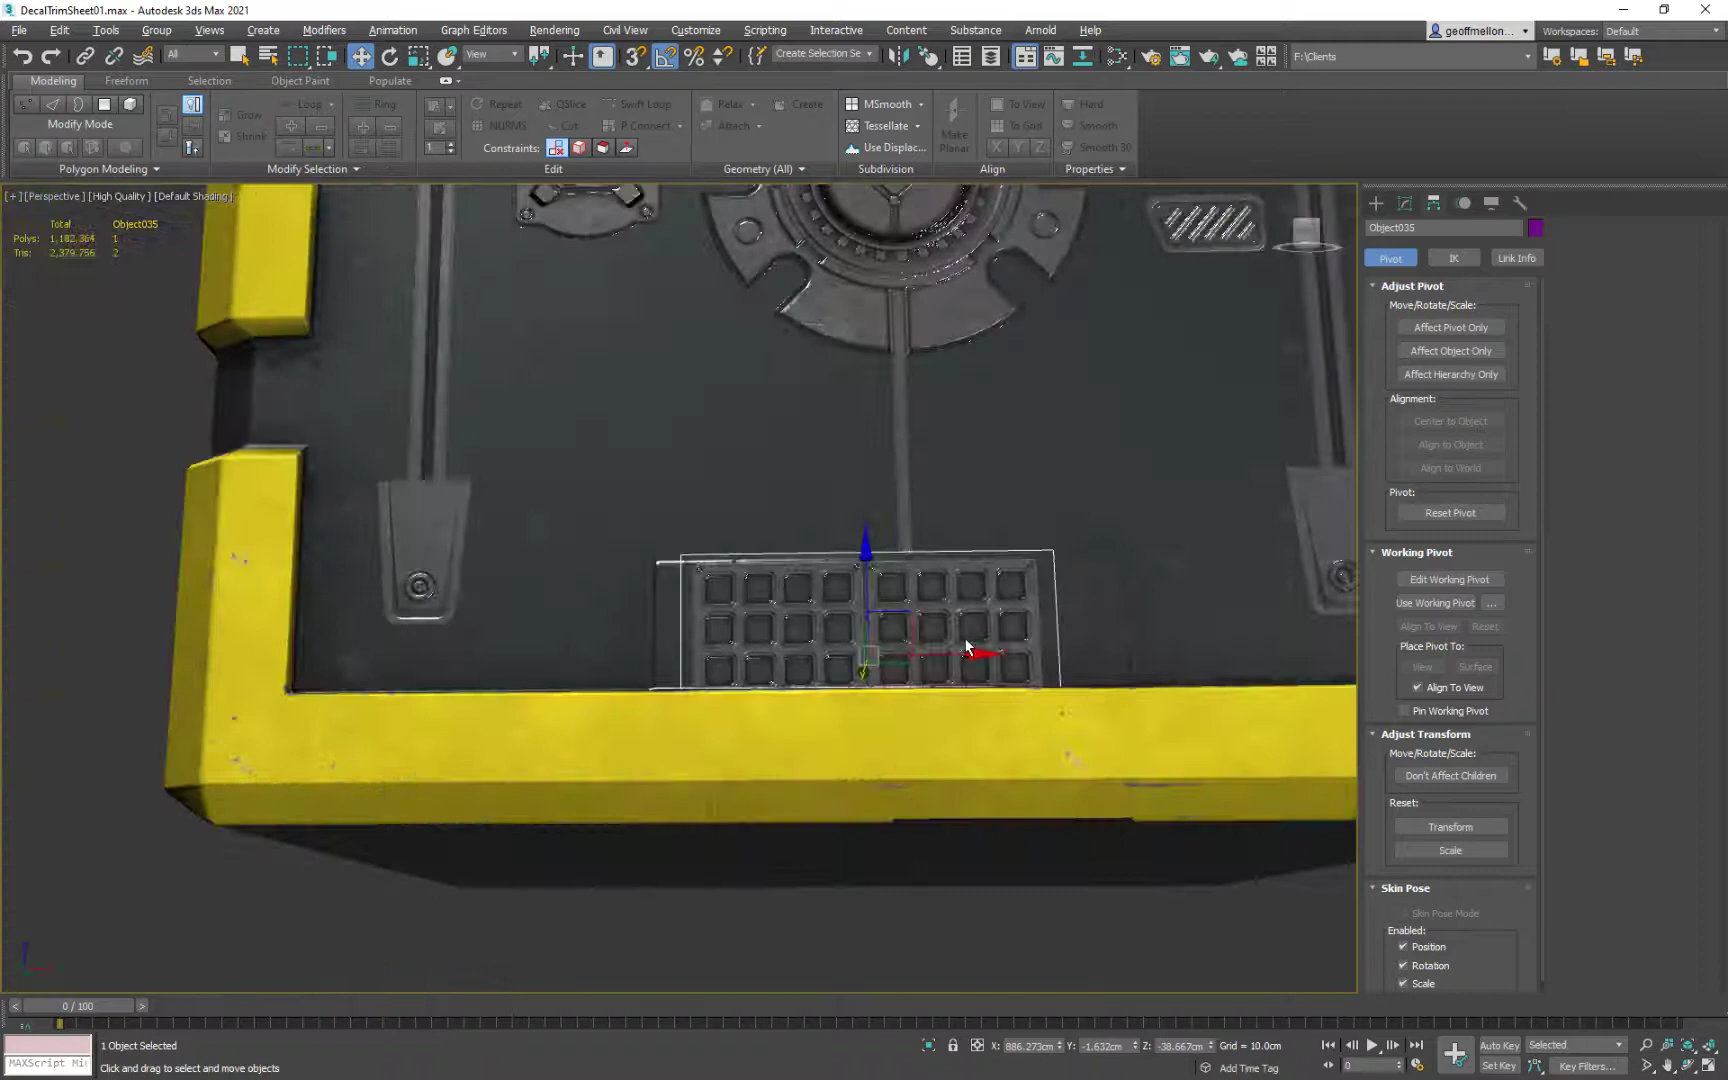 DecalTrimSheet01.max - Autodesk 3ds Max 2021
File Edit Tools Group Views Create Modifiers Animation Graph Editors Rendering Civil View Customize Scripting Interactive Content Substance Arnold Help
geoffmellon... Workspaces: Default
All View Create Selection Se F:\Clients
Modeling Freeform Selection Object Paint Populate
Modify Mode
Grow Loop Ring
Shrink
Repeat QSlice Swift Loop
NURMS Cut P Connect
1 Constraints:
Relax Create
Attach
MSmooth
Tessellate
Use Displac...
Make Planar
To View
To Grid
X Y Z
Hard
Smooth
Smooth 30
Polygon Modeling Modify Selection Edit Geometry (All) Subdivision Align Properties
[+] [Perspective] [High Quality] [Default Shading]
Total Object035
Polys: 1,182,364 1
Tris: 2,379,756 2
Object035
Pivot IK Link Info
Adjust Pivot
Move/Rotate/Scale:
Affect Pivot Only
Affect Object Only
Affect Hierarchy Only
Alignment:
Center to Object
Align to Object
Align to World
Pivot:
Reset Pivot
Working Pivot
Edit Working Pivot
Use Working Pivot ...
Align To View Reset
Place Pivot To:
View Surface
Align To View
Pin Working Pivot
Adjust Transform
Move/Rotate/Scale:
Don't Affect Children
Reset:
Transform
Scale
Skin Pose
Skin Pose Mode
Enabled:
Position
Rotation
Scale
< 0 / 100 >
1 Object Selected
X: 886.273cm Y: -1.632cm Z: -38.667cm Grid = 10.0cm
Auto Key Selected
MAXScript Mi
Click and drag to select and move objects
Add Time Tag
0
Set Key Key Filters...